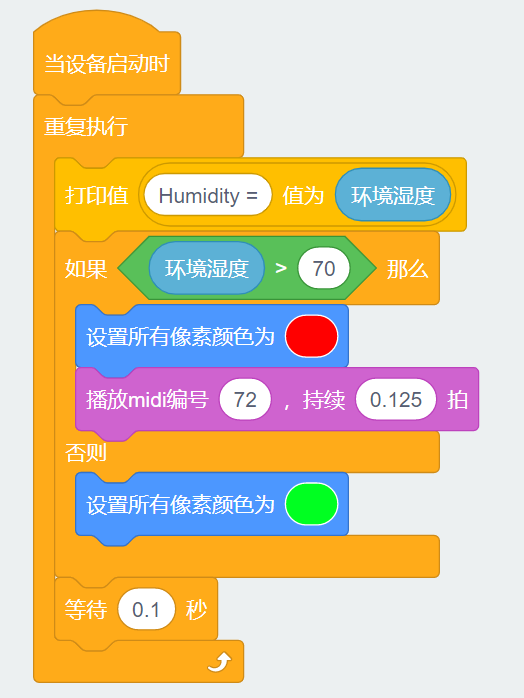 当设备启动时
重复执行
打印值 Humidity = 值为 环境湿度
如果 环境湿度 > 70 那么
设置所有像素颜色为
播放midi编号 72 ，持续 0.125 拍
否则
设置所有像素颜色为
等待 0.1 秒